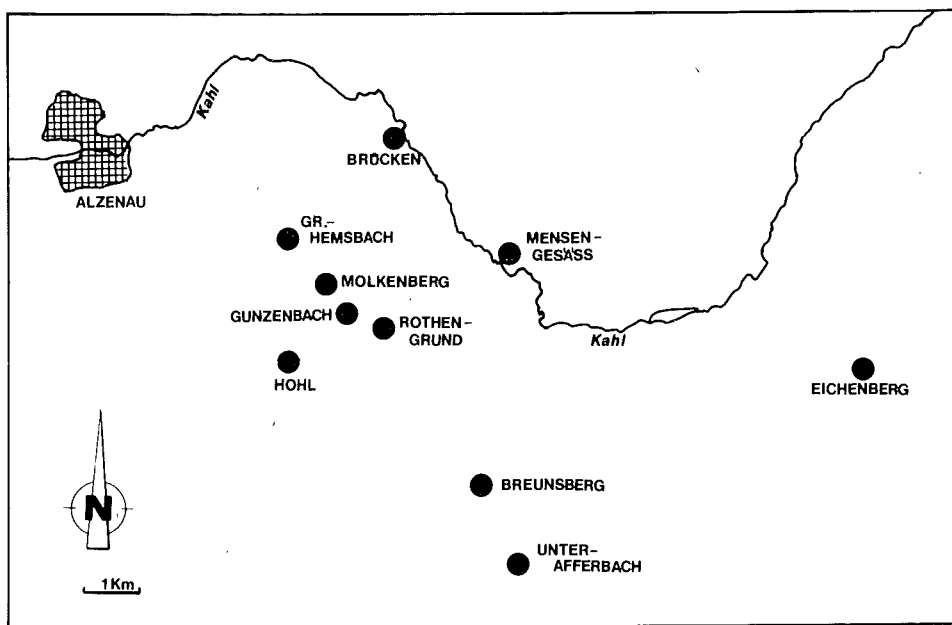 Kahl
BRÜCKEN
ALZENAU
GR.-
HEMSBACH
MENSEN-
GESÄSS
MOLKENBERG
GUNZENBACH
ROTHEN-
GRUND
Kahl
HOHL
EICHENBERG
BREUNSBERG
N
UNTER-
AFFERBACH
1Km